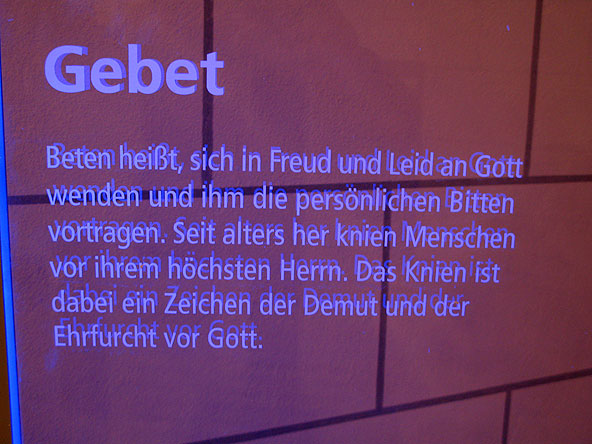 Gebet
Beten heißt, sich in Freud und Leid an Gott
wenden und ihm die persönlichen Bitten
vortragen. Seit alters her knien Menschen
vor ihrem höchsten Herrn. Das Knien ist
dabei ein Zeichen der Demut und der
Ehrfurcht vor Gott.